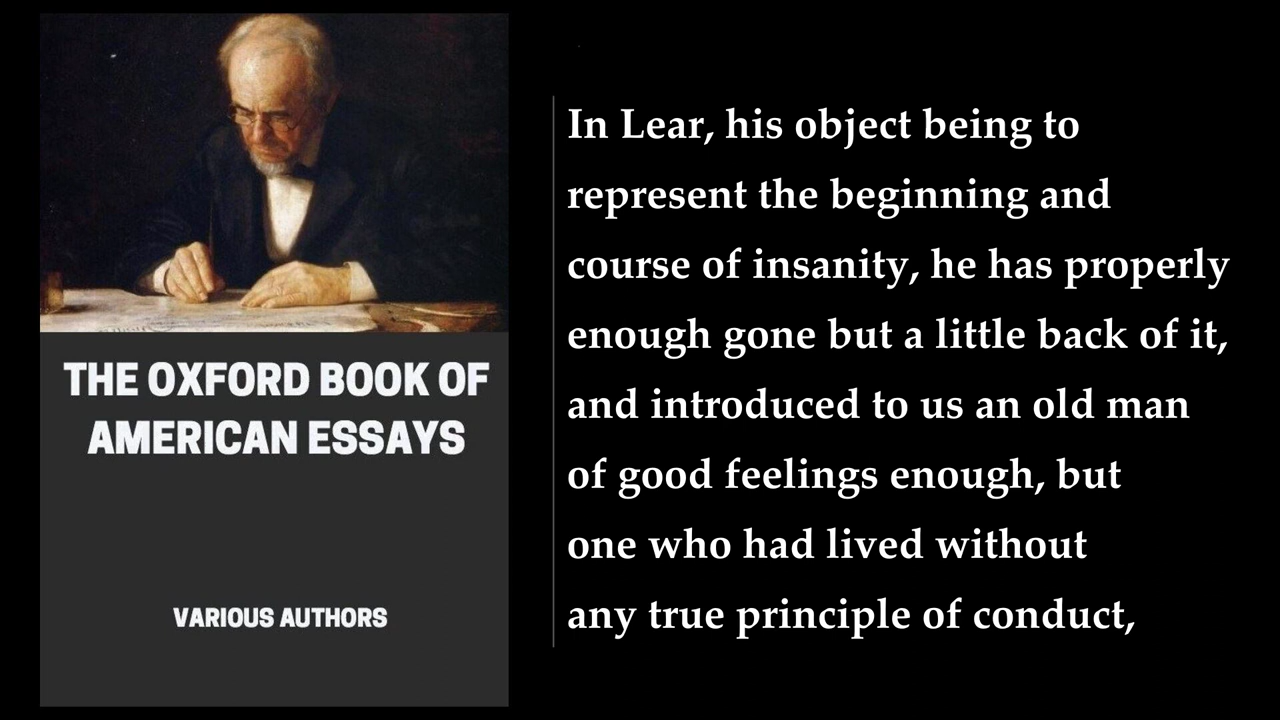 THE OXFORD BOOK OF
AMERICAN ESSAYS
VARIOUS AUTHORS
In Lear, his object being to
represent the beginning and
course of insanity, he has properly
enough gone but a little back of it,
and introduced to us an old man
of good feelings enough, but
one who had lived without
any true principle of conduct,